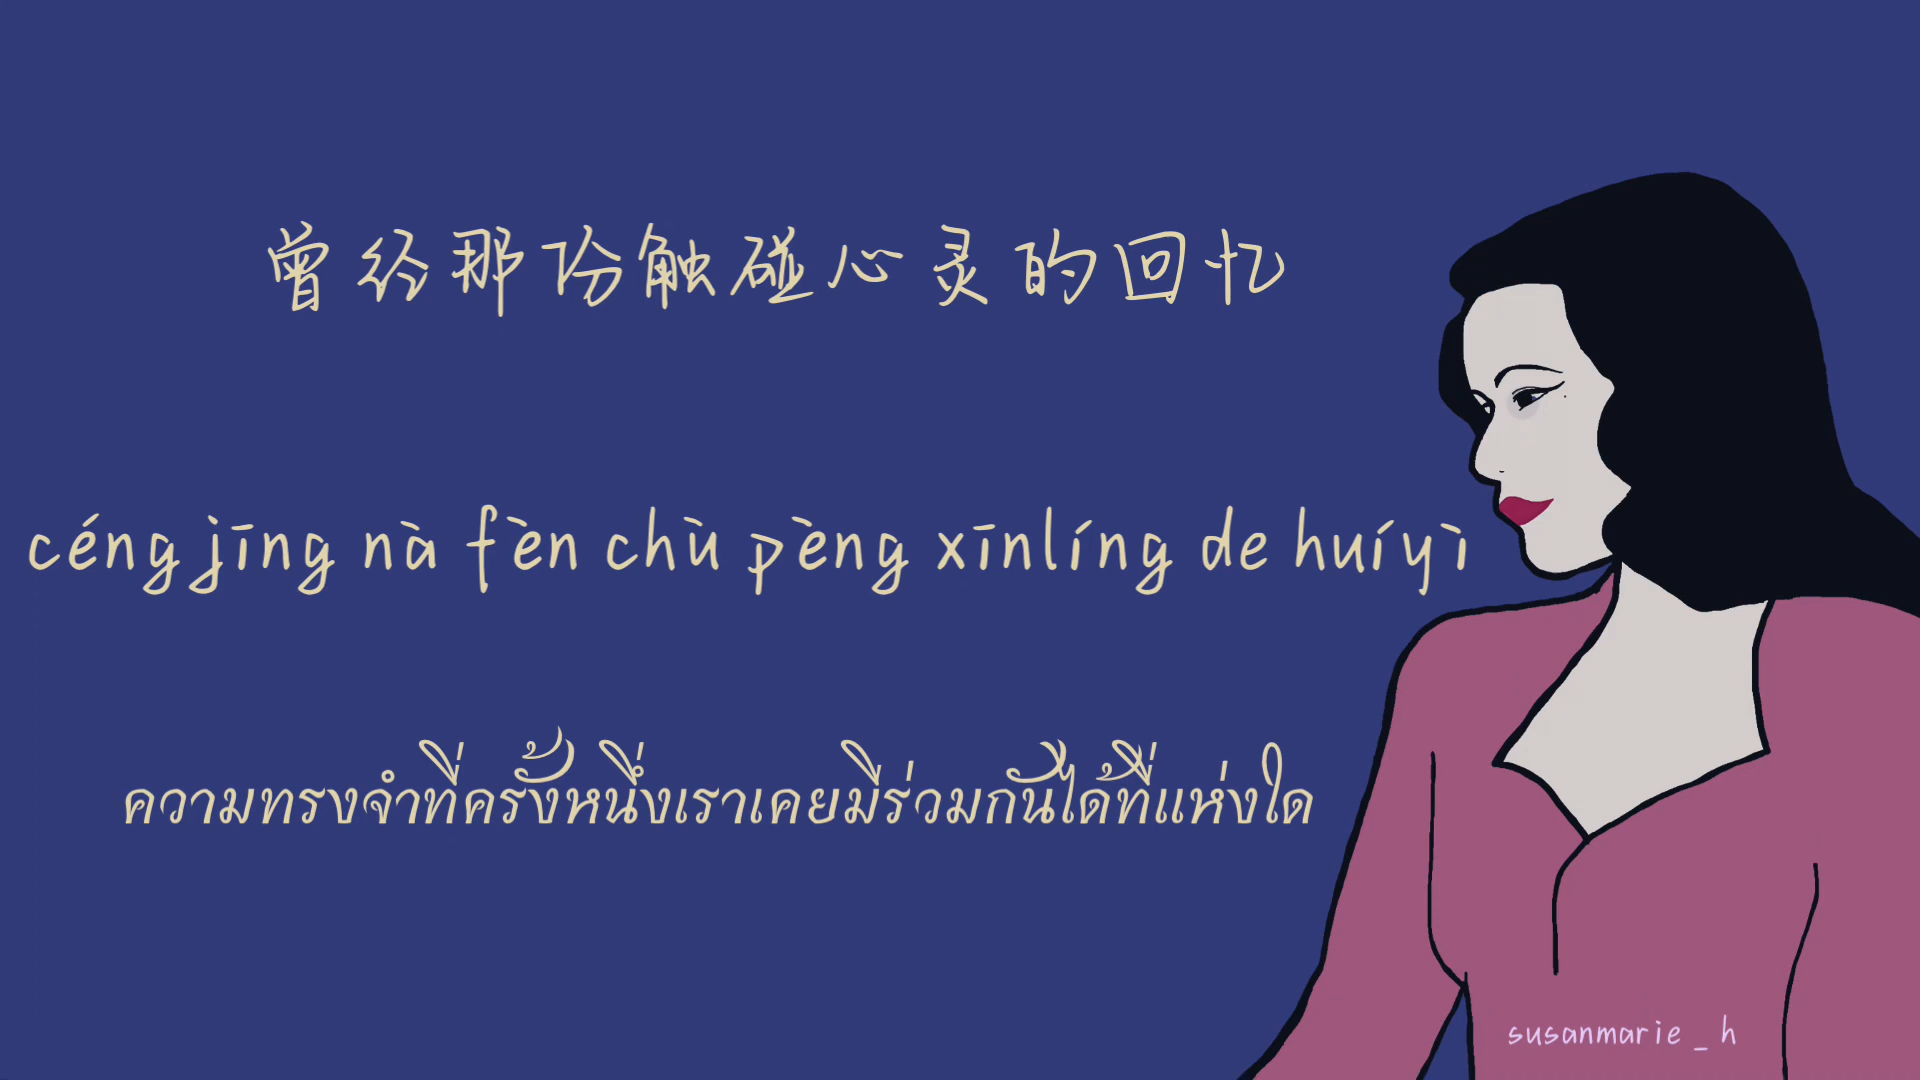 曾经那份触碰心灵的回忆
céngjīng nà fèn chù pèng xīnlíng de huíyì
ความทรงจำที่ครั้งหนึ่งเราเคยมีร่วมกันได้ที่แห่งใด
susanmarie_h